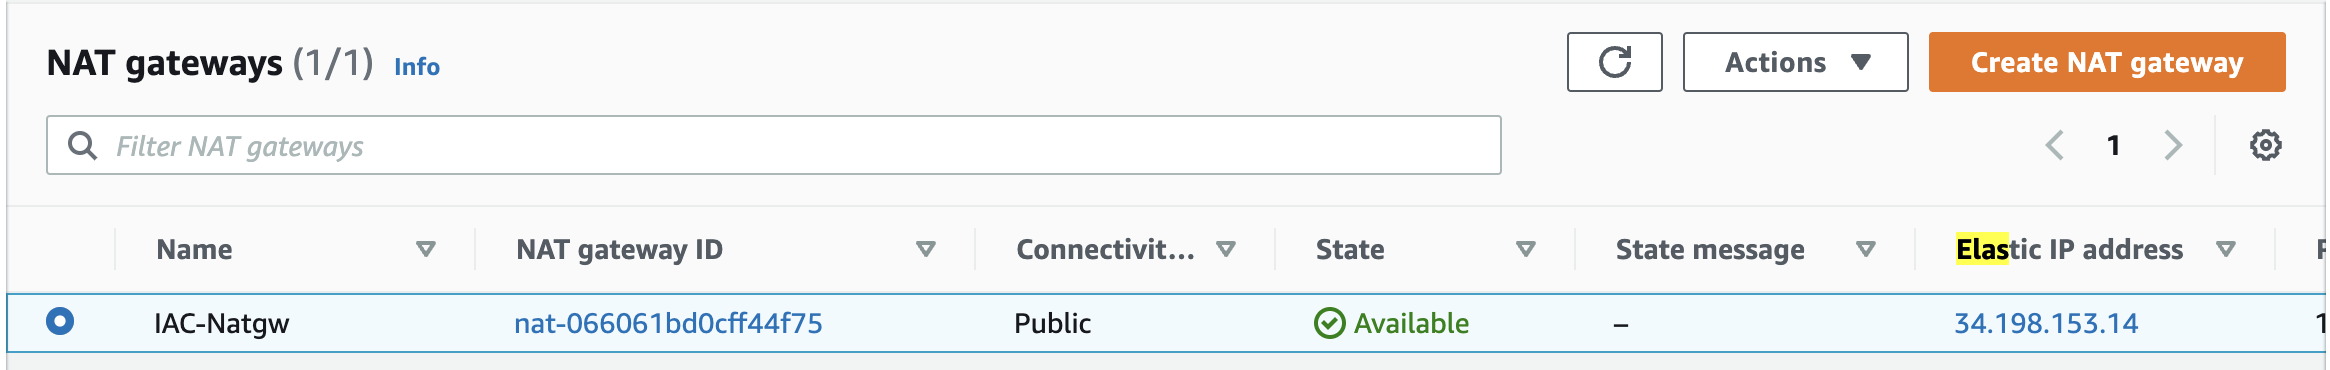 NAT gateways (1/1) Info Actions Create NAT gateway
Filter NAT gateways 1
Name NAT gateway ID Connectivit... State State message Elastic IP address
IAC-Natgw nat-066061bd0cff44f75 Public Available – 34.198.153.14